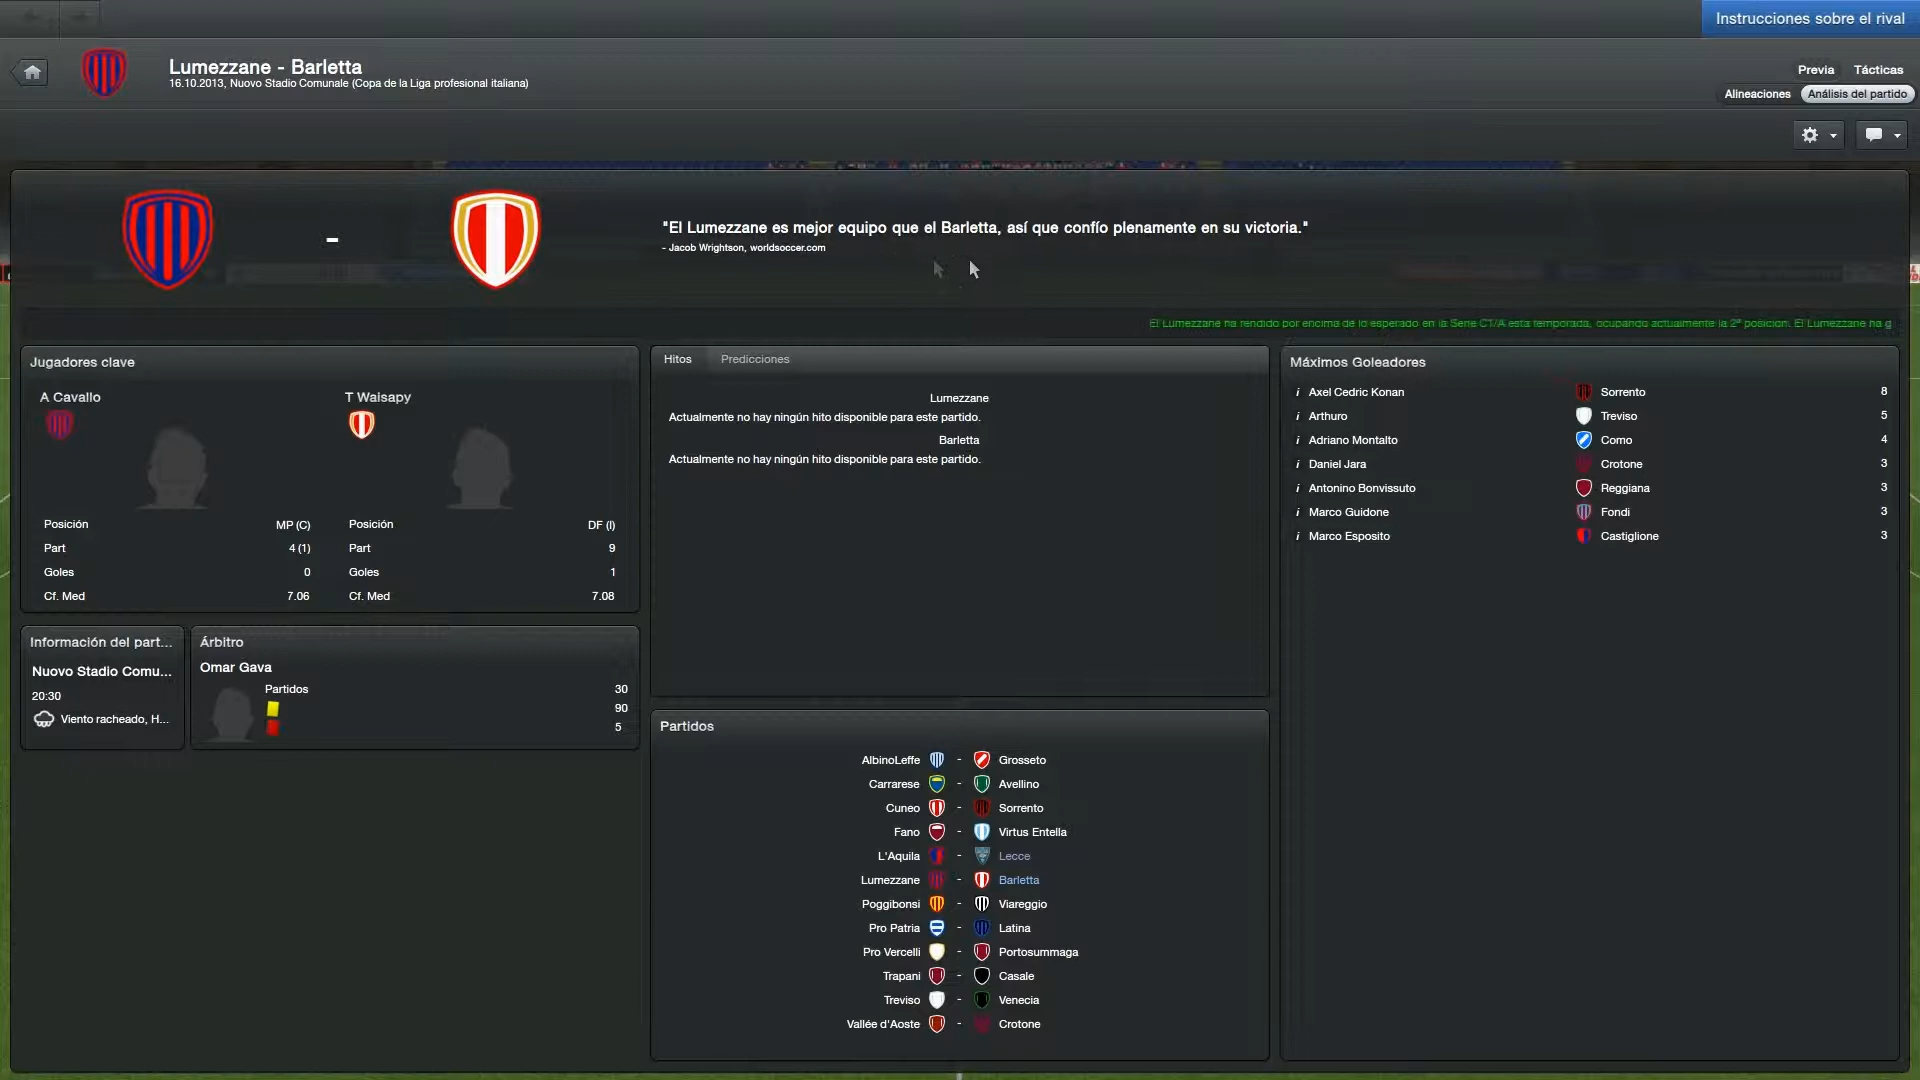 Instrucciones sobre el rival
Lumezzane - Barletta
16.10.2013, Nuovo Stadio Comunale (Copa de la Liga profesional italiana)
Previa
Tácticas
Alineaciones
Análisis del partido
-
"El Lumezzane es mejor equipo que el Barletta, así que confío plenamente en su victoria."
- Jacob Wrightson, worldsoccer.com
El Lumezzane ha rendido por encima de lo esperado en la Serie C1/A esta temporada, ocupando actualmente la 2ª posición. El Lumezzane ha g
Jugadores clave
A Cavallo
T Waisapy
Posición MP (C) Posición DF (I)
Part 4 (1) Part 9
Goles 0 Goles 1
Cf. Med 7.06 Cf. Med 7.08
Información del part...
Nuovo Stadio Comu...
20:30
Viento racheado, H...
Árbitro
Omar Gava
Partidos 30
90
5
Hitos
Predicciones
Lumezzane
Actualmente no hay ningún hito disponible para este partido.
Barletta
Actualmente no hay ningún hito disponible para este partido.
Partidos
AlbinoLeffe - Grosseto
Carrarese - Avellino
Cuneo - Sorrento
Fano - Virtus Entella
L'Aquila - Lecce
Lumezzane - Barletta
Poggibonsi - Viareggio
Pro Patria - Latina
Pro Vercelli - Portosummaga
Trapani - Casale
Treviso - Venecia
Vallée d'Aoste - Crotone
Máximos Goleadores
i Axel Cedric Konan Sorrento 8
i Arthuro Treviso 5
i Adriano Montalto Como 4
i Daniel Jara Crotone 3
i Antonino Bonvissuto Reggiana 3
i Marco Guidone Fondi 3
i Marco Esposito Castiglione 3